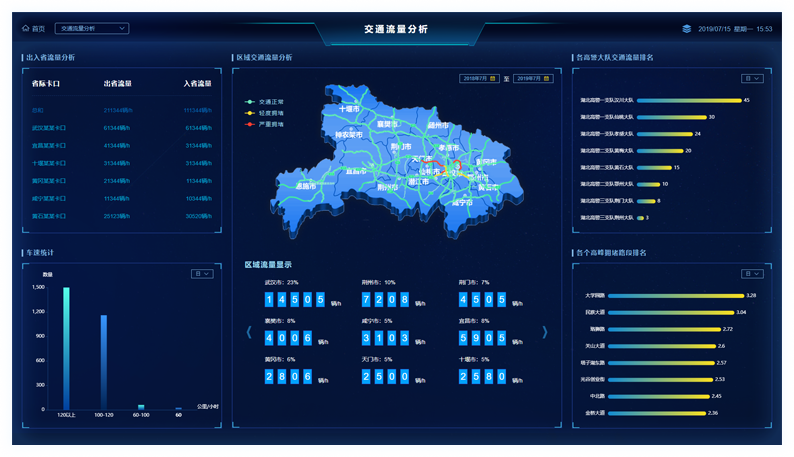 首页
交通流量分析
交通流量分析
2019/07/15 星期一 15:53
出入省流量分析
省际卡口 出省流量 入省流量
总和 211344辆/h 111344辆/h
武汉某某卡口 61344辆/h 61344辆/h
宜昌某某卡口 41344辆/h 41344辆/h
十堰某某卡口 31344辆/h 31344辆/h
黄冈某某卡口 21344辆/h 11344辆/h
咸宁某某卡口 11344辆/h 10344辆/h
黄石某某卡口 25123辆/h 30520辆/h
车速统计
数量
日
1,500
1,200
900
600
300
0
120以上 100-120 60-100 60
公里/小时
区域交通流量分析
2018年7月 至 2019年7月
交通正常
轻度拥堵
严重拥堵
十堰市
襄樊市
随州市
神农架市
荆门市
孝感市
天门市
黄冈市
宜昌市
仙桃市
武汉市
鄂州市
恩施市
荆州市
潜江市
黄石市
咸宁市
区域流量显示
武汉市：23% 荆州市：10% 荆门市：7%
14505 辆/h 7208 辆/h 4505 辆/h
襄樊市：8% 咸宁市：5% 宜昌市：8%
4006 辆/h 3103 辆/h 5905 辆/h
黄冈市：6% 天门市：5% 十堰市：5%
2806 辆/h 2500 辆/h 2580 辆/h
各高警大队交通流量排名
日
湖北高警一支队汉川大队 45
湖北高警一支队仙桃大队 30
湖北高警一支队孝感大队 24
湖北高警二支队黄梅大队 20
湖北高警二支队黄石大队 15
湖北高警二支队鄂州大队 10
湖北高警三支队荆门大队 8
湖北高警三支队荆州大队 3
各个高峰拥堵路段排名
日
大学园路 3.28
民族大道 3.04
珞狮路 2.72
关山大道 2.6
喻子湖东路 2.57
光谷创业街 2.53
中北路 2.45
金桥大道 2.36